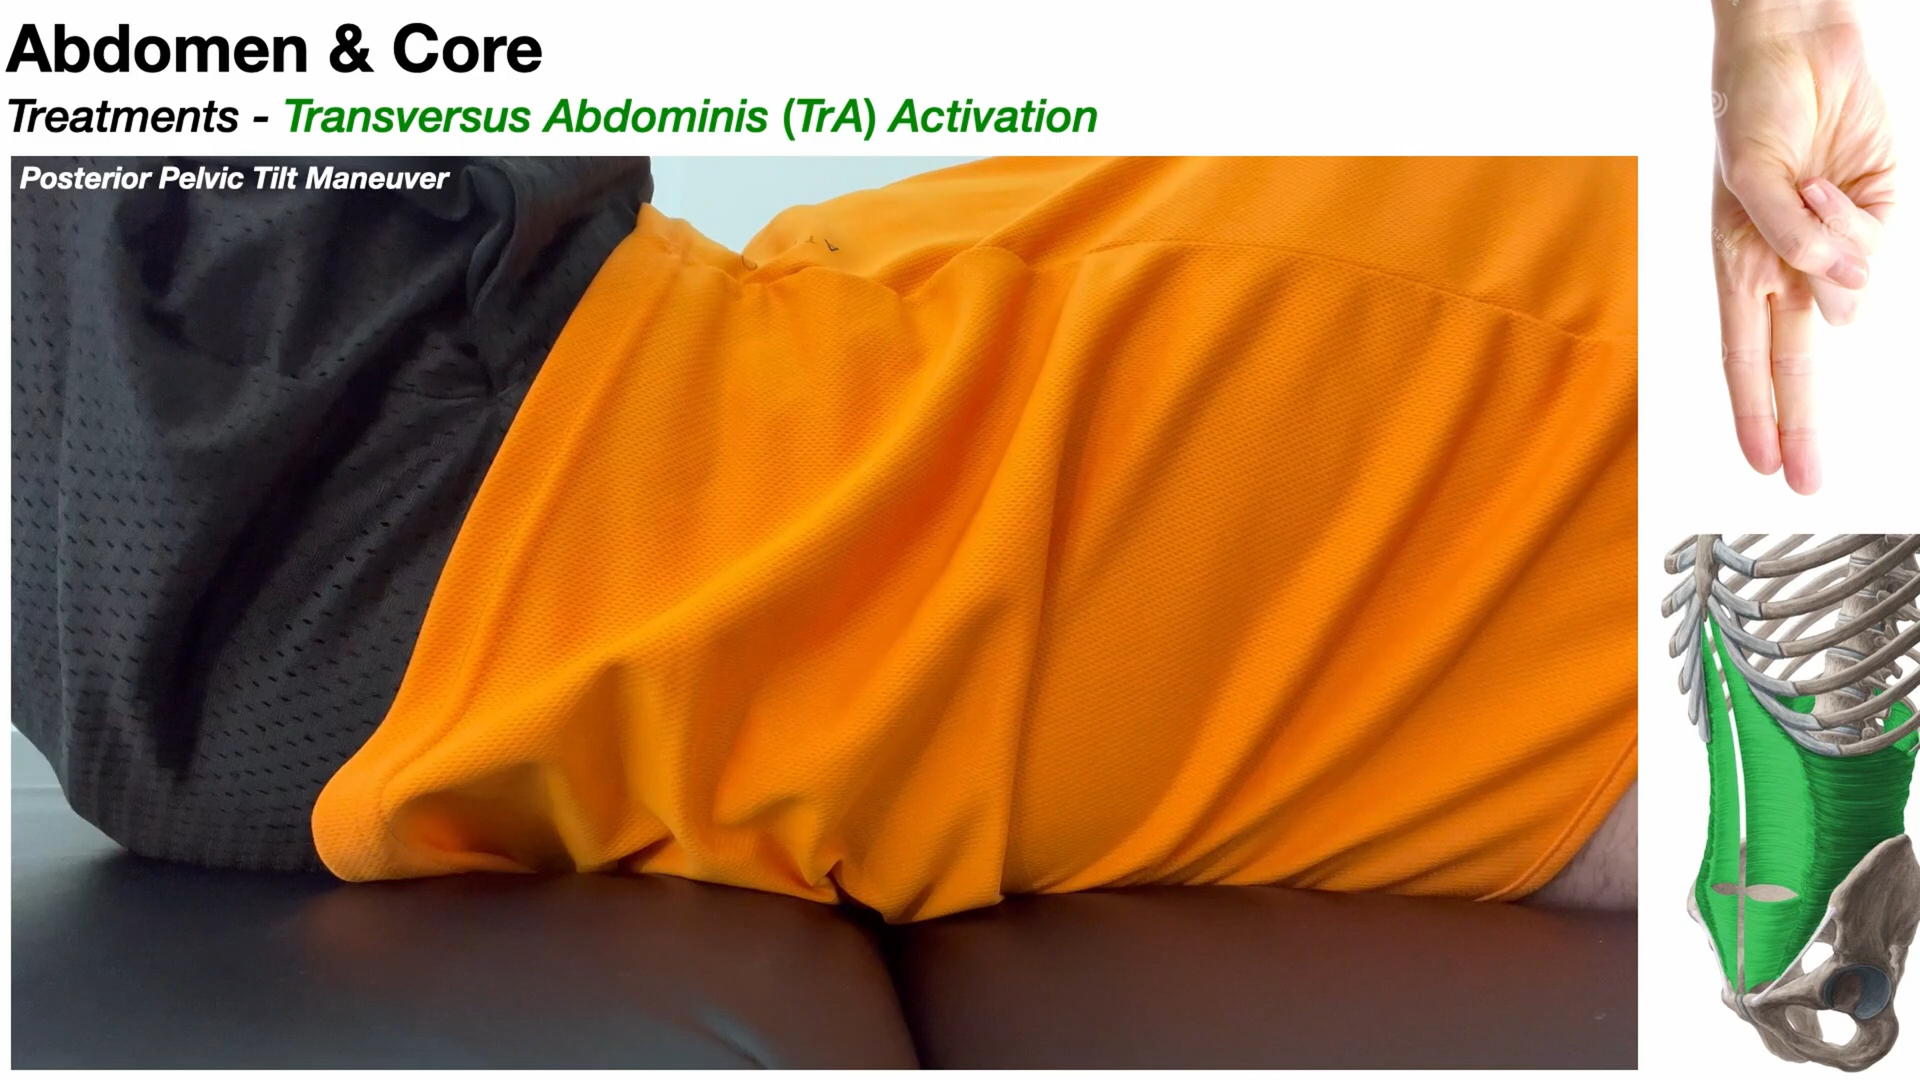 Abdomen & Core
Treatments - Transversus Abdominis (TrA) Activation
Posterior Pelvic Tilt Maneuver